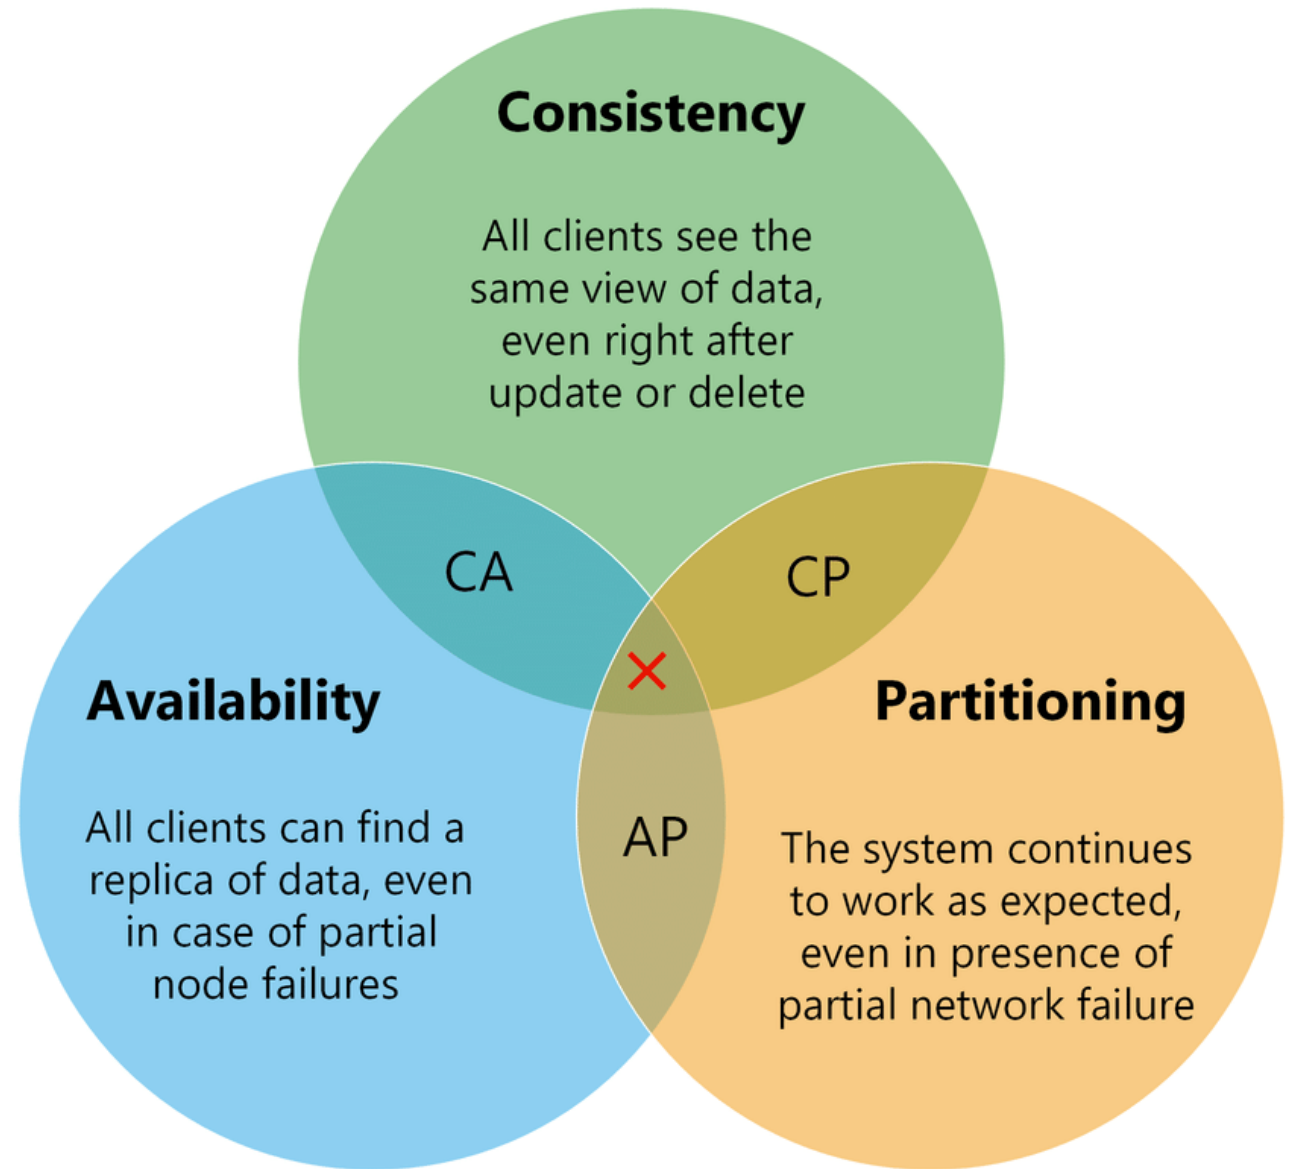 Consistency
All clients see the
same view of data,
even right after
update or delete
CA
CP
Availability
All clients can find a
replica of data, even
in case of partial
node failures
AP
Partitioning
The system continues
to work as expected,
even in presence of
partial network failure